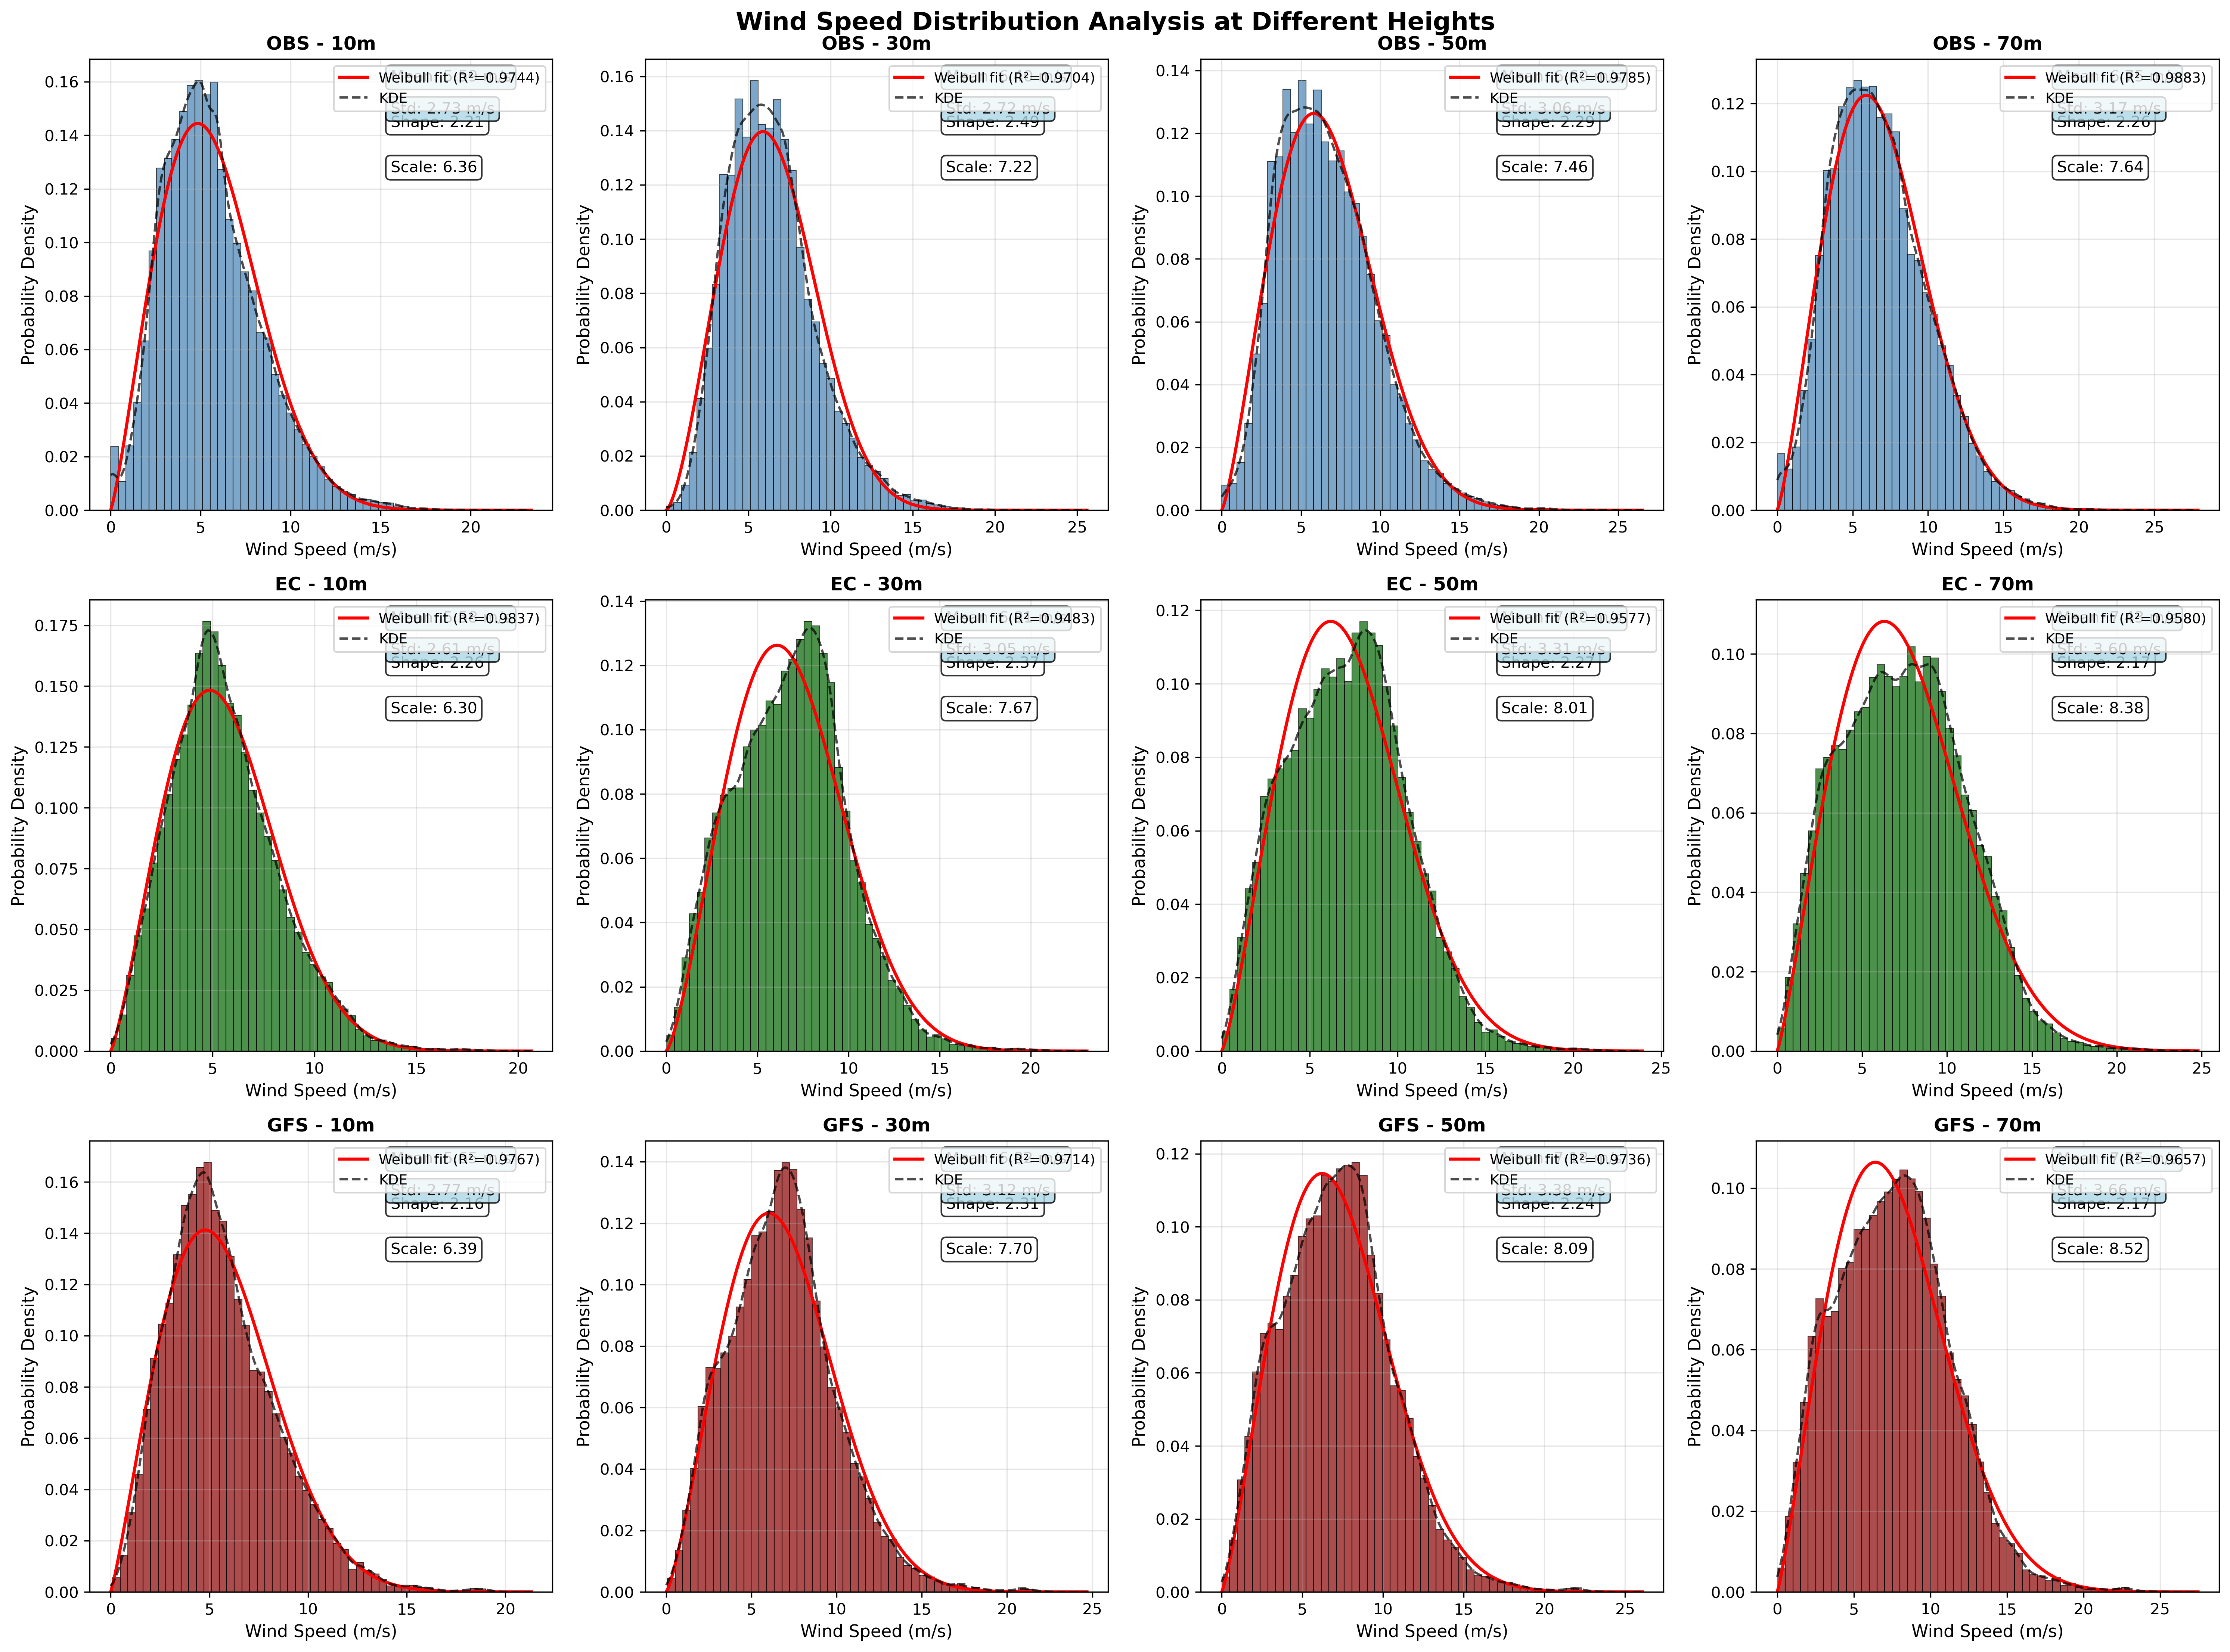 Wind Speed Distribution Analysis at Different Heights
OBS - 10m
Weibull fit (R²=0.9744)
KDE
Std: 2.73 m/s
Shape: 2.21
Scale: 6.36
0.16
0.14
0.12
0.10
0.08
0.06
0.04
0.02
0.00
Probability Density
0 5 10 15 20
Wind Speed (m/s)
OBS - 30m
Weibull fit (R²=0.9704)
KDE
Std: 2.72 m/s
Shape: 2.49
Scale: 7.22
0.16
0.14
0.12
0.10
0.08
0.06
0.04
0.02
0.00
Probability Density
0 5 10 15 20 25
Wind Speed (m/s)
OBS - 50m
Weibull fit (R²=0.9785)
KDE
Std: 3.06 m/s
Shape: 2.29
Scale: 7.46
0.14
0.12
0.10
0.08
0.06
0.04
0.02
0.00
Probability Density
0 5 10 15 20 25
Wind Speed (m/s)
OBS - 70m
Weibull fit (R²=0.9883)
KDE
Std: 3.17 m/s
Shape: 2.26
Scale: 7.64
0.12
0.10
0.08
0.06
0.04
0.02
0.00
Probability Density
0 5 10 15 20 25
Wind Speed (m/s)
EC - 10m
Weibull fit (R²=0.9837)
KDE
Std: 2.61 m/s
Shape: 2.26
Scale: 6.30
0.175
0.150
0.125
0.100
0.075
0.050
0.025
0.000
Probability Density
0 5 10 15 20
Wind Speed (m/s)
EC - 30m
Weibull fit (R²=0.9483)
KDE
Std: 3.05 m/s
Shape: 2.37
Scale: 7.67
0.14
0.12
0.10
0.08
0.06
0.04
0.02
0.00
Probability Density
0 5 10 15 20
Wind Speed (m/s)
EC - 50m
Weibull fit (R²=0.9577)
KDE
Std: 3.31 m/s
Shape: 2.27
Scale: 8.01
0.12
0.10
0.08
0.06
0.04
0.02
0.00
Probability Density
0 5 10 15 20 25
Wind Speed (m/s)
EC - 70m
Weibull fit (R²=0.9580)
KDE
Std: 3.60 m/s
Shape: 2.17
Scale: 8.38
0.10
0.08
0.06
0.04
0.02
0.00
Probability Density
0 5 10 15 20 25
Wind Speed (m/s)
GFS - 10m
Weibull fit (R²=0.9767)
KDE
Std: 2.77 m/s
Shape: 2.16
Scale: 6.39
0.16
0.14
0.12
0.10
0.08
0.06
0.04
0.02
0.00
Probability Density
0 5 10 15 20
Wind Speed (m/s)
GFS - 30m
Weibull fit (R²=0.9714)
KDE
Std: 3.12 m/s
Shape: 2.31
Scale: 7.70
0.14
0.12
0.10
0.08
0.06
0.04
0.02
0.00
Probability Density
0 5 10 15 20 25
Wind Speed (m/s)
GFS - 50m
Weibull fit (R²=0.9736)
KDE
Std: 3.38 m/s
Shape: 2.24
Scale: 8.09
0.12
0.10
0.08
0.06
0.04
0.02
0.00
Probability Density
0 5 10 15 20 25
Wind Speed (m/s)
GFS - 70m
Weibull fit (R²=0.9657)
KDE
Std: 3.66 m/s
Shape: 2.17
Scale: 8.52
0.10
0.08
0.06
0.04
0.02
0.00
Probability Density
0 5 10 15 20 25
Wind Speed (m/s)